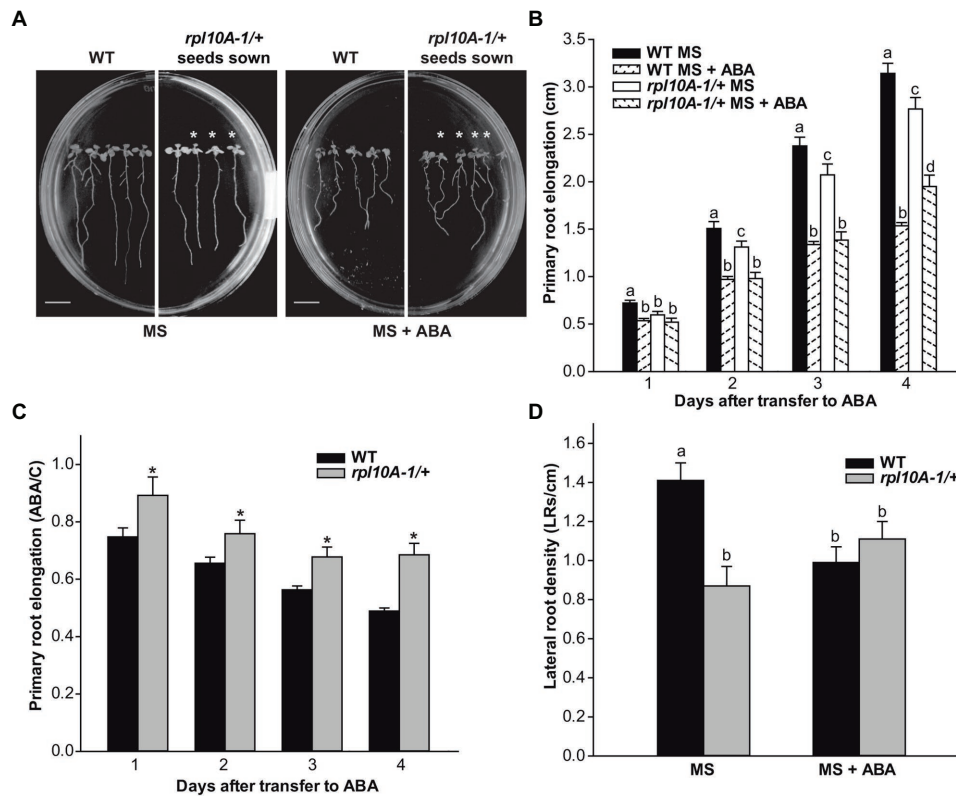 A
WT
rpl10A-1/+
seeds sown
WT
rpl10A-1/+
seeds sown
* * *
* * * *
MS
MS + ABA
B
Primary root elongation (cm)
3.5
3.0
2.5
2.0
1.5
1.0
0.5
0.0
WT MS
WT MS + ABA
rpl10A-1/+ MS
rpl10A-1/+ MS + ABA
a b b b
a b c b
a b c b
a b c d
1 2 3 4
Days after transfer to ABA
C
Primary root elongation (ABA/C)
1.0
0.8
0.6
0.4
0.2
0.0
WT
rpl10A-1/+
* * * *
1 2 3 4
Days after transfer to ABA
D
Lateral root density (LRs/cm)
1.6
1.4
1.2
1.0
0.8
0.6
0.4
0.2
0.0
WT
rpl10A-1/+
a b b b
MS MS + ABA